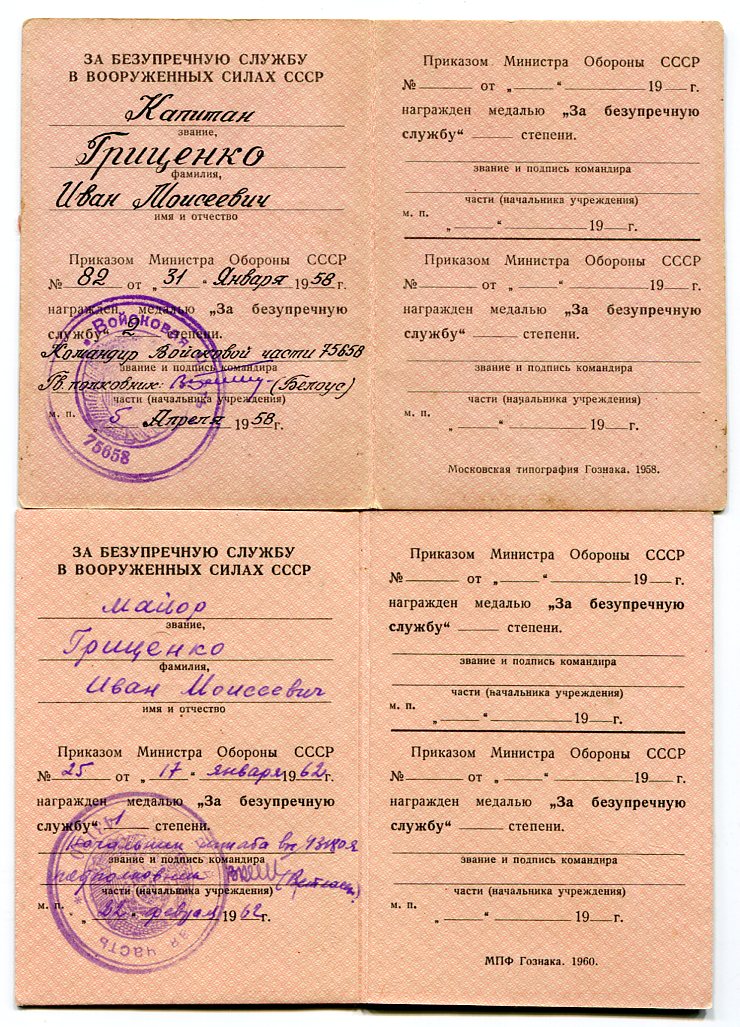 ЗА БЕЗУПРЕЧНУЮ СЛУЖБУ
В ВООРУЖЕННЫХ СИЛАХ СССР
Капитан
звание,
Гриценко
фамилия,
Иван Моисеевич
имя и отчество
Приказом Министра Обороны СССР
№ 82 от „31“ Января 1958г.
награжден медалью „За безупречную
службу“ 2 степени.
Командир Войсковой части 75658
звание и подпись командира
Гв. полковник: (Белоус)
части (начальника учреждения)
м. п.
„5 Апреля 1958г.
Войсковая
75658
Приказом Министра Обороны СССР
№ от „ “ 19 г.
награжден медалью „За безупречную
службу“ степени.
звание и подпись командира
части (начальника учреждения)
м. п.
„ “ 19 г.
Приказом Министра Обороны СССР
№ от „ “ 19 г.
награжден медалью „За безупречную
службу“ степени.
звание и подпись командира
части (начальника учреждения)
м. п.
„ “ 19 г.
Московская типография Гознака. 1958.
ЗА БЕЗУПРЕЧНУЮ СЛУЖБУ
В ВООРУЖЕННЫХ СИЛАХ СССР
майор
звание,
Гриценко
фамилия,
Иван Моисеевич
имя и отчество
Приказом Министра Обороны СССР
№ 25 от „17“ января 1962г.
награжден медалью „За безупречную
службу“ 1 степени.
Начальник штаба
звание и подпись командира
подполковник
части (начальника учреждения)
м. п.
„22“ феврал 1962г.
часть
Приказом Министра Обороны СССР
№ от „ “ 19 г.
награжден медалью „За безупречную
службу“ степени.
звание и подпись командира
части (начальника учреждения)
м. п.
„ “ 19 г.
Приказом Министра Обороны СССР
№ от „ “ 19 г.
награжден медалью „За безупречную
службу“ степени.
звание и подпись командира
части (начальника учреждения)
м. п.
„ “ 19 г.
МПФ Гознака. 1960.